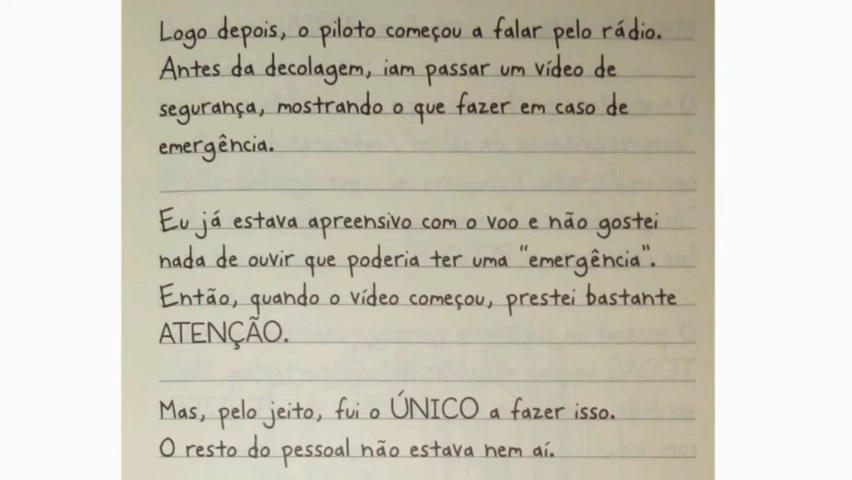 Logo depois, o piloto começou a falar pelo rádio.
Antes da decolagem, iam passar um vídeo de
segurança, mostrando o que fazer em caso de
emergência.
Eu já estava apreensivo com o voo e não gostei
nada de ouvir que poderia ter uma "emergência".
Então, quando o vídeo começou, prestei bastante
ATENÇÃO.
Mas, pelo jeito, fui o ÚNICO a fazer isso.
O resto do pessoal não estava nem aí.